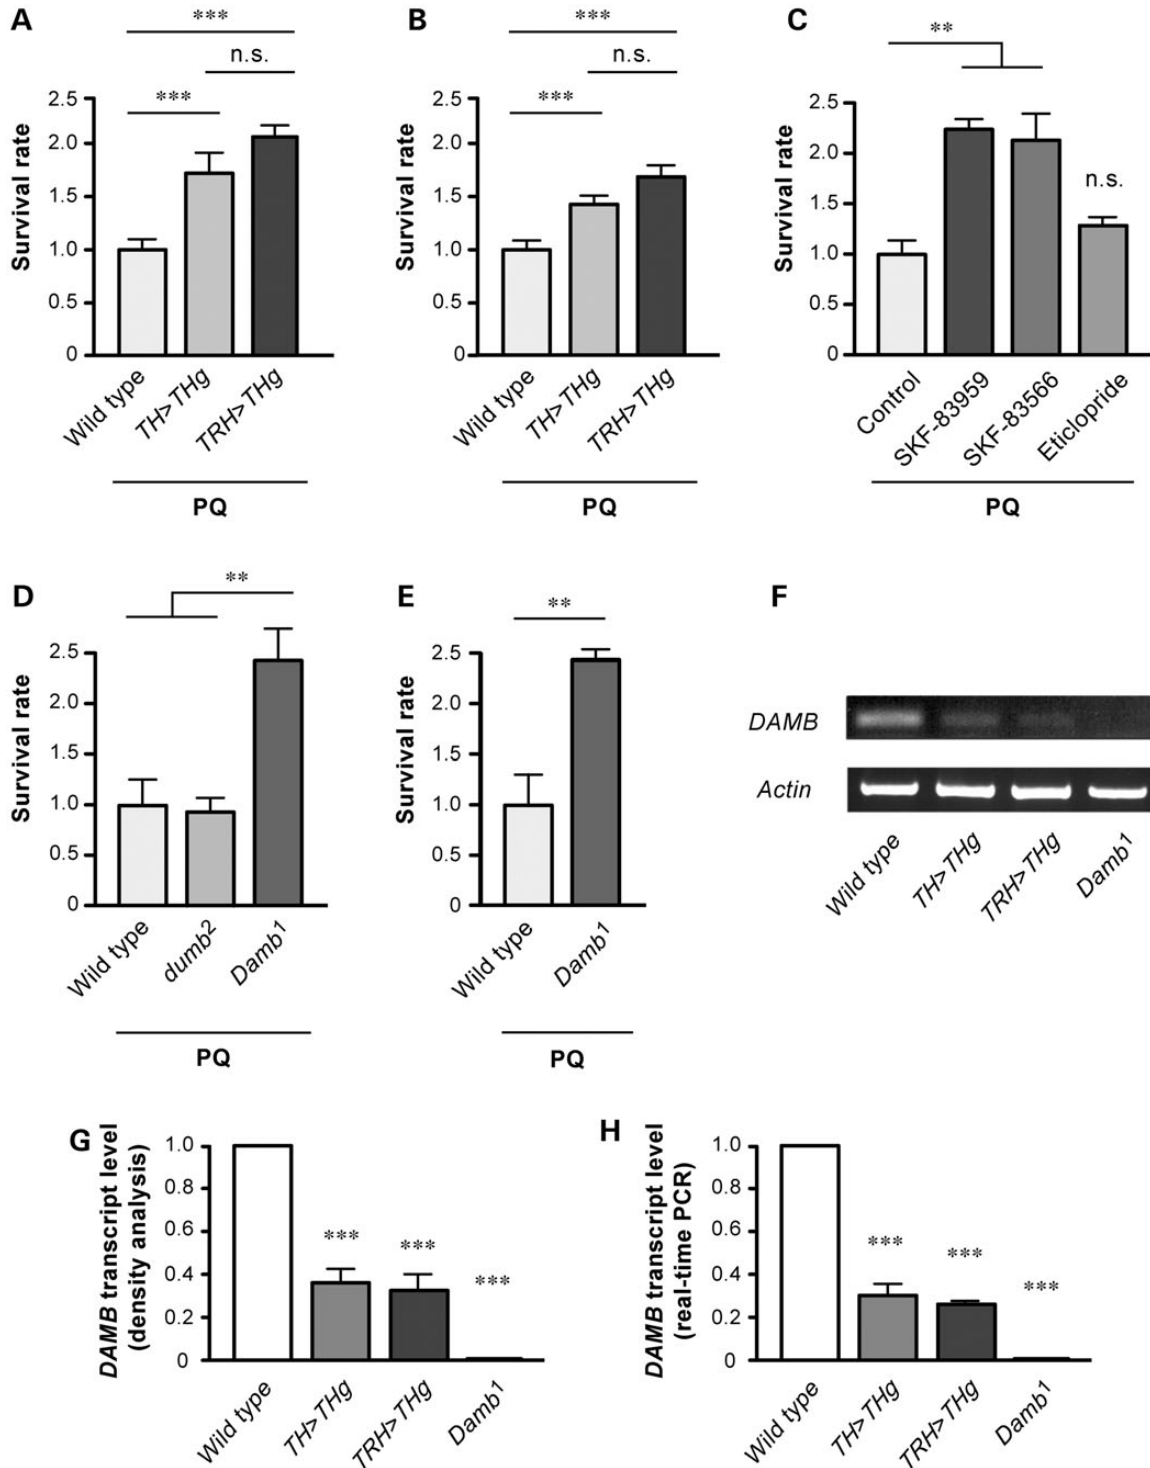 A
***
n.s.
***
Survival rate
2.5
2.0
1.5
1.0
0.5
0
Wild type
TH>THg
TRH>THg
PQ
B
***
n.s.
***
Survival rate
2.5
2.0
1.5
1.0
0.5
0
Wild type
TH>THg
TRH>THg
PQ
C
**
n.s.
Survival rate
2.5
2.0
1.5
1.0
0.5
0
Control
SKF-83959
SKF-83566
Eticlopride
PQ
D
**
Survival rate
2.5
2.0
1.5
1.0
0.5
0
Wild type
dumb²
Damb¹
PQ
E
**
Survival rate
2.5
2.0
1.5
1.0
0.5
0
Wild type
Damb¹
PQ
F
DAMB
Actin
Wild type
TH>THg
TRH>THg
Damb¹
G
DAMB transcript level
(density analysis)
1.0
0.8
0.6
0.4
0.2
0
***
***
***
Wild type
TH>THg
TRH>THg
Damb¹
H
DAMB transcript level
(real-time PCR)
1.0
0.8
0.6
0.4
0.2
0
***
***
***
Wild type
TH>THg
TRH>THg
Damb¹